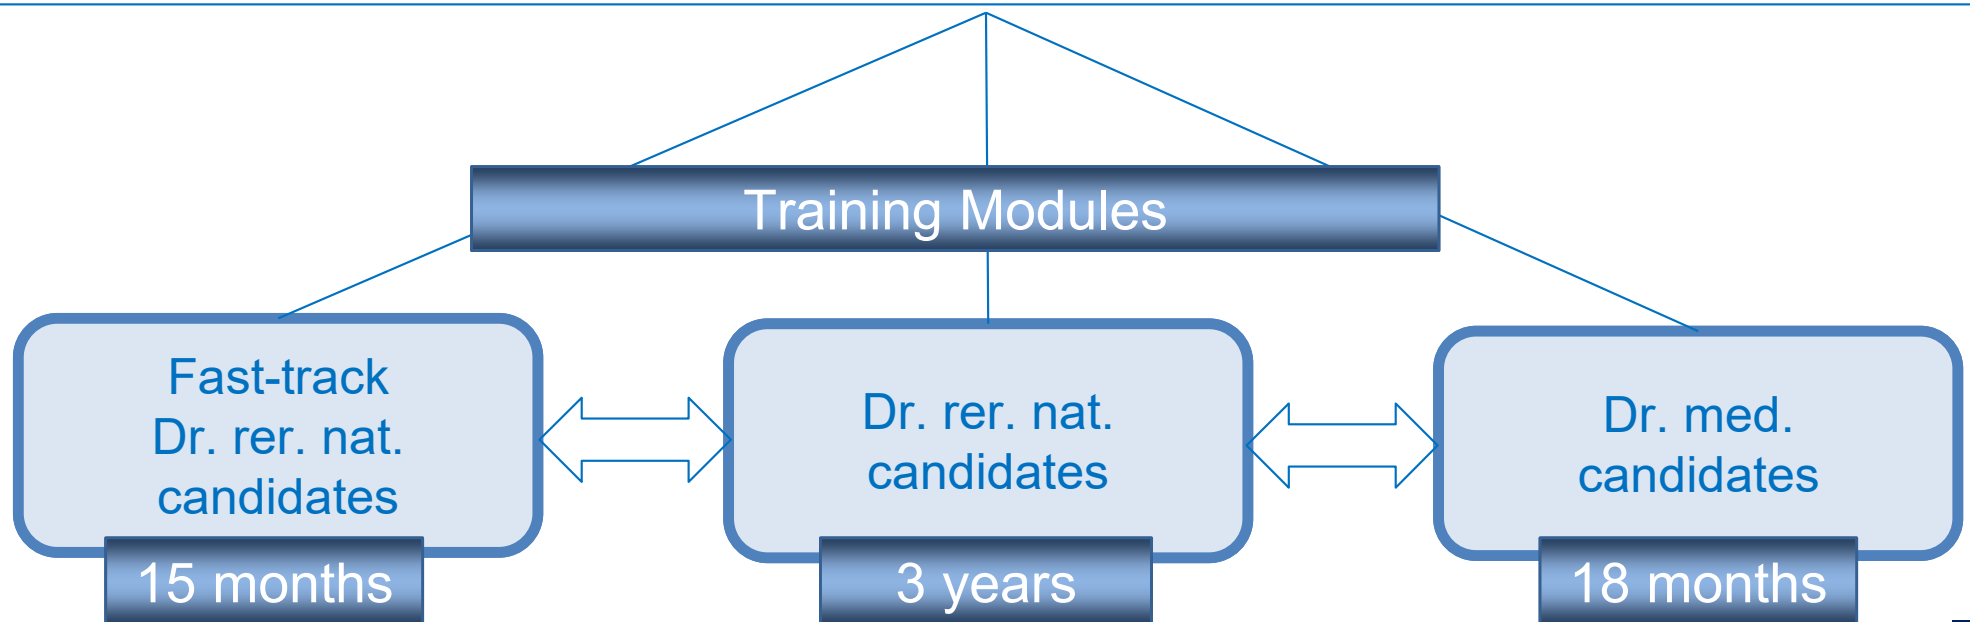 Training Modules
Fast-track
Dr. rer. nat.
candidates
15 months
Dr. rer. nat.
candidates
3 years
Dr. med.
candidates
18 months